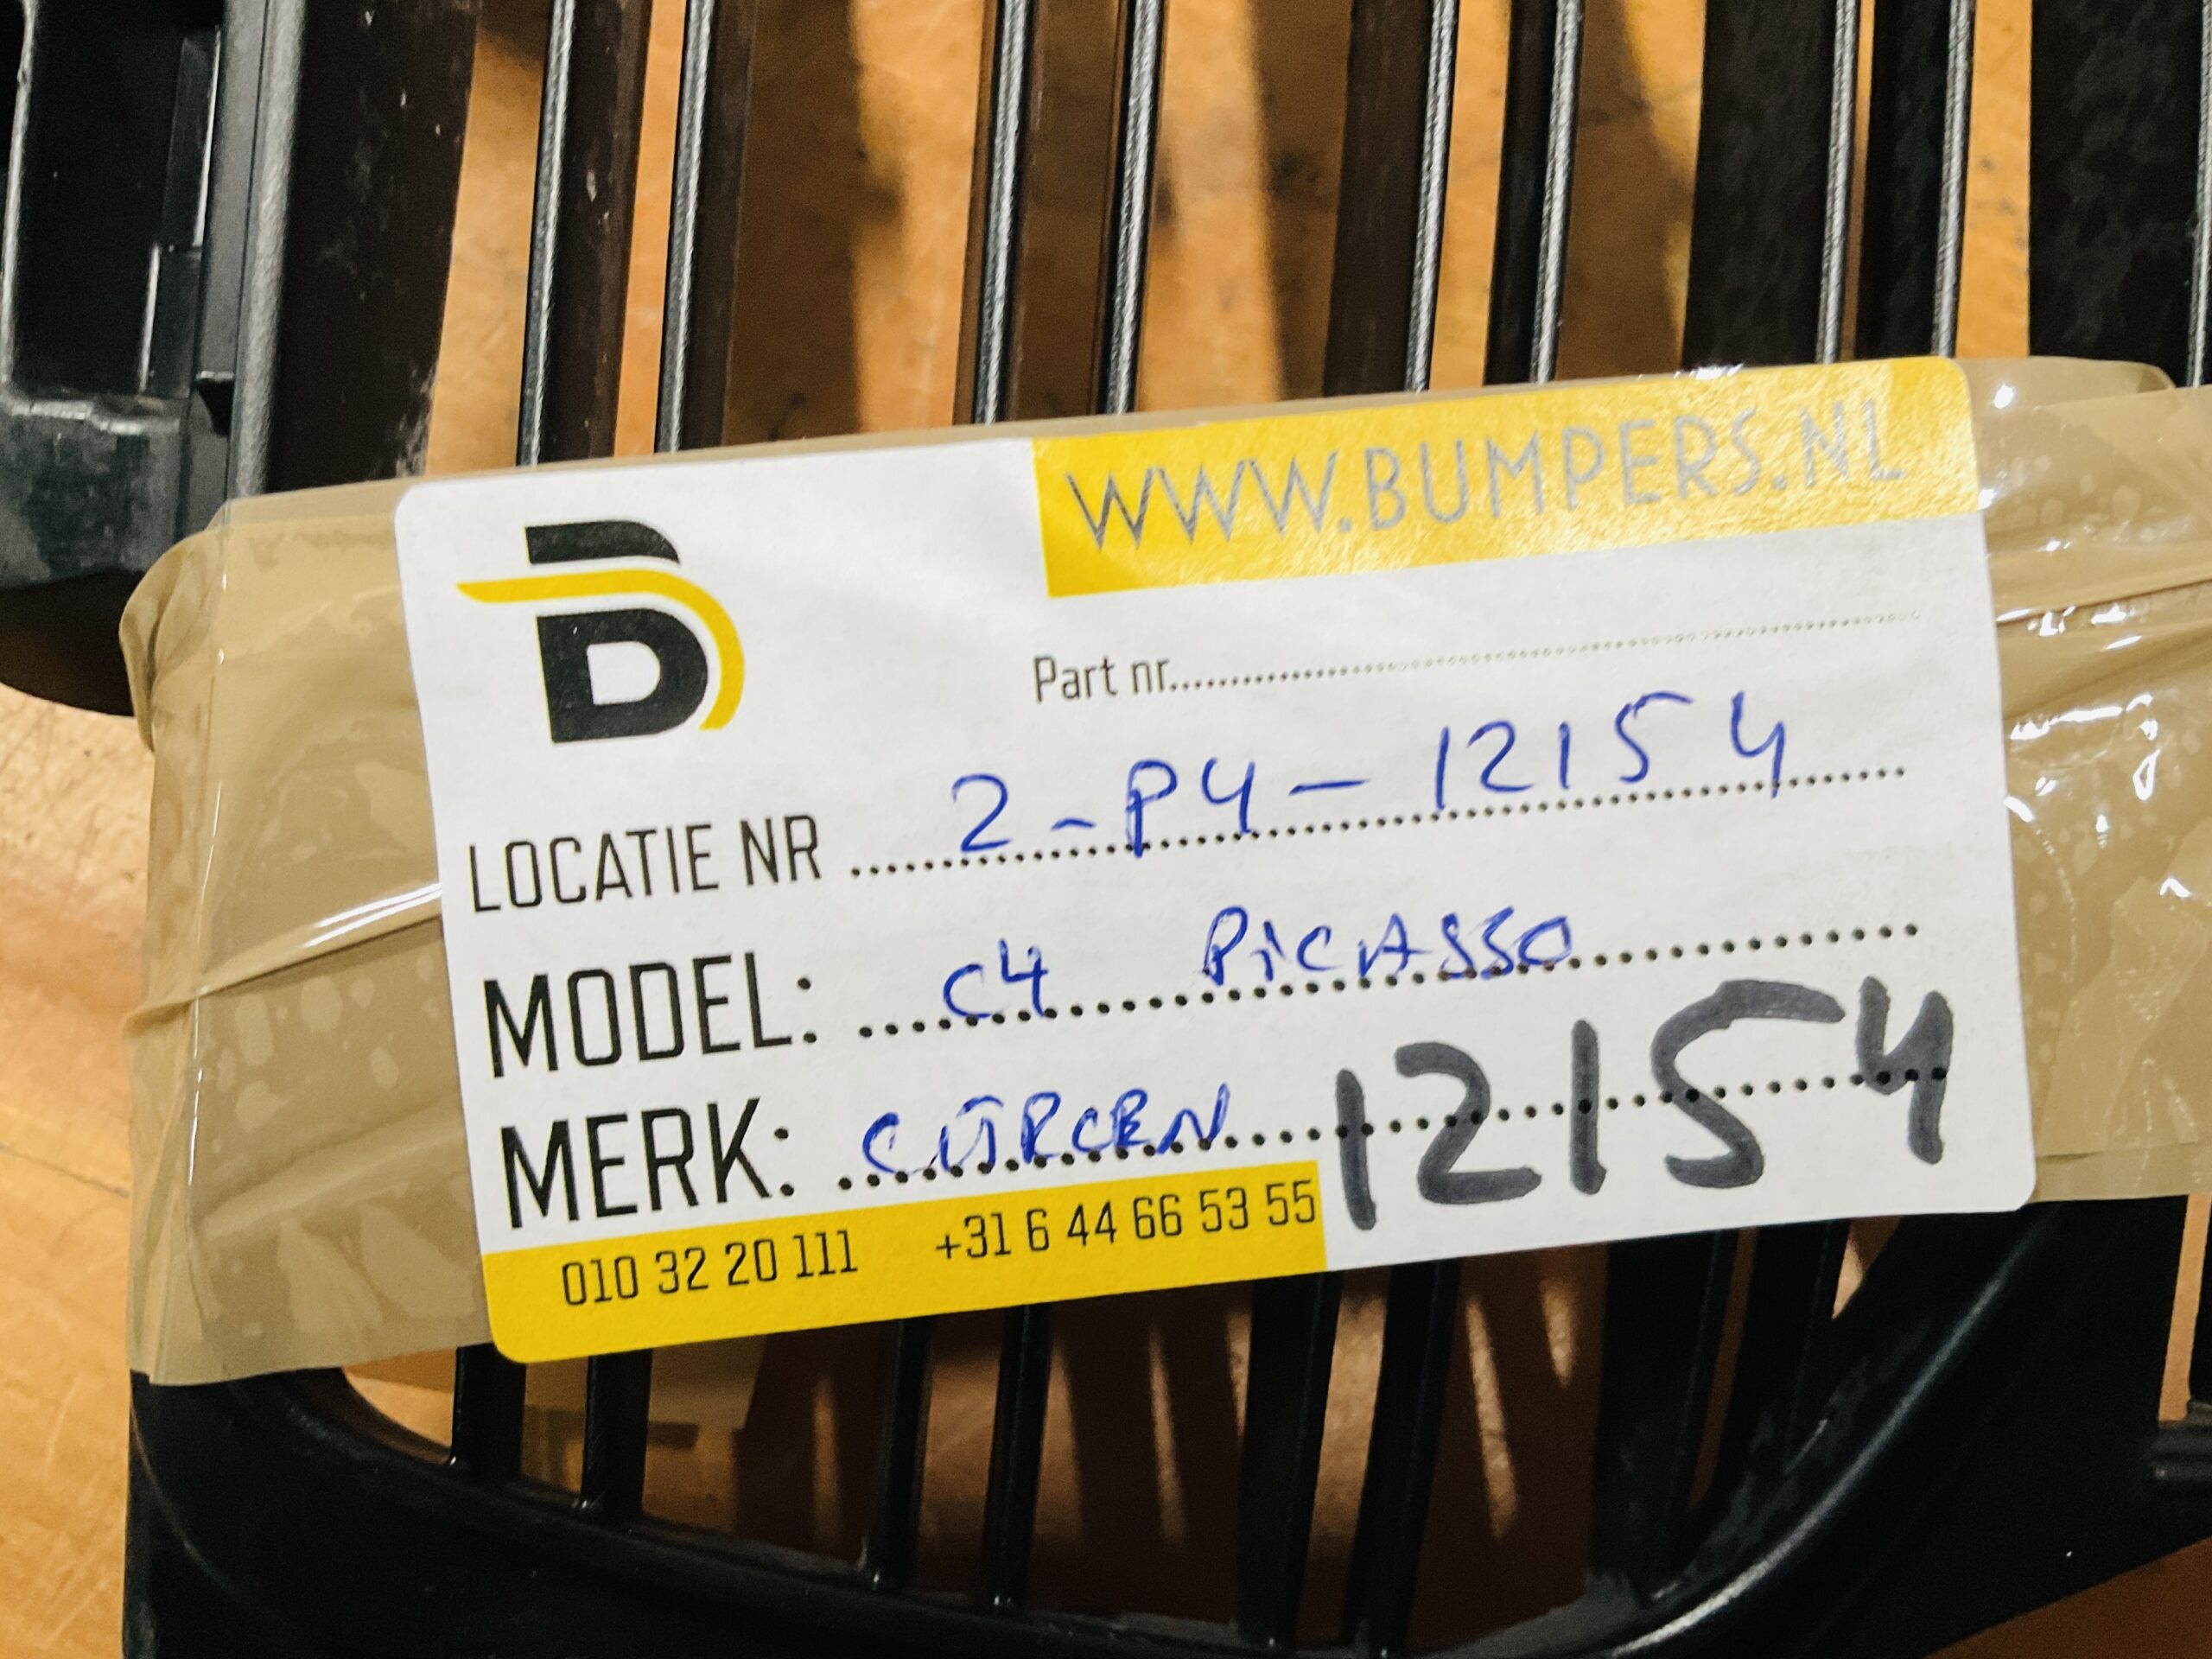 WWW.BUMPERS.NL
B
Part nr
LOCATIE NR 2-P4-12154
MODEL: C4 PiCASSO
MERK: 12154
010 32 20 111 +31 6 44 66 53 55